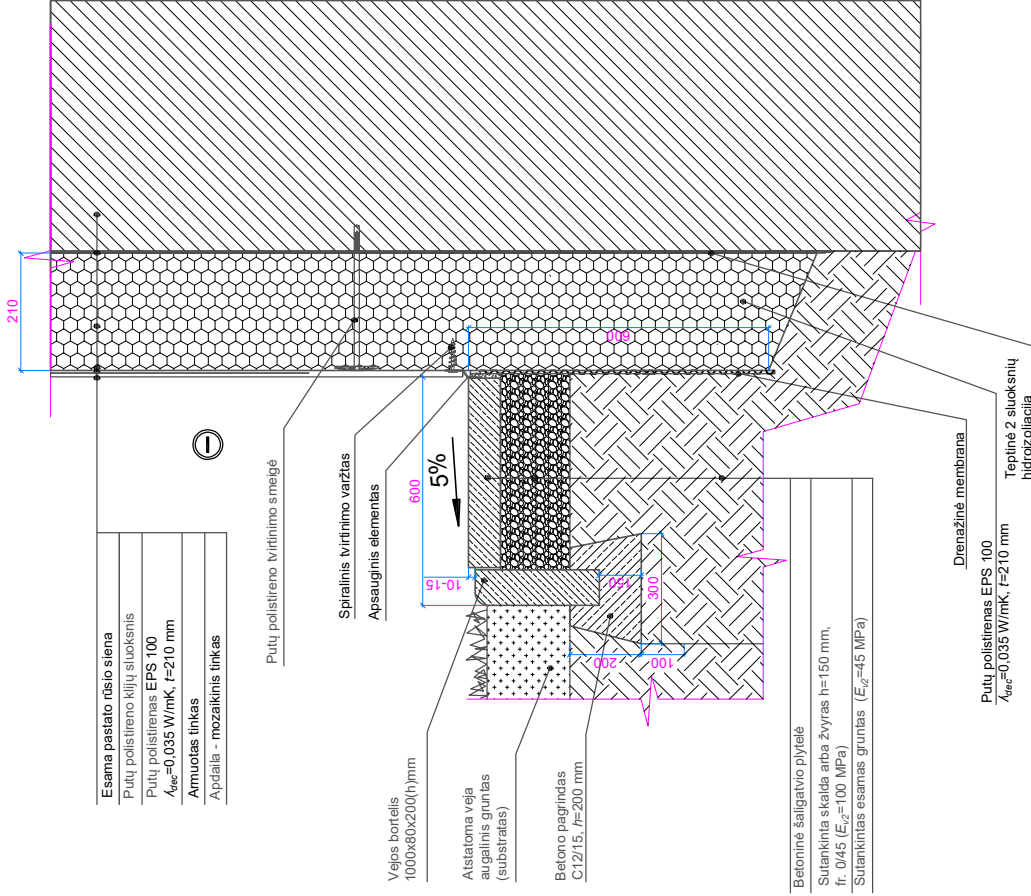 210
Esama pastato rūsio siena
Putų polistireno klijų sluoksnis
Putų polistirenas EPS 100
λdec=0,035 W/mK, t=210 mm
Armuotas tinkas
Apdaila - mozaikinis tinkas
Putų polistireno tvirtinimo smeigė
Spiralinis tvirtinimo varžtas
Apsauginis elementas
600
5%
600
10-15
150
300
200
100
Vejos bortelis
1000x80x200(h)mm
Atstatoma veja
augalinis gruntas
(substratas)
Betono pagrindas
C12/15, h=200 mm
Betoninė šaligatvio plytelė
Sutankinta skalda arba žvyras h=150 mm,
fr. 0/45 (Ev2=100 MPa)
Sutankintas esamas gruntas (Ev2=45 MPa)
Drenažinė membrana
Putų polistirenas EPS 100
λdec=0,035 W/mK, t=210 mm
Teptinė 2 sluoksnių
hidroizoliacija